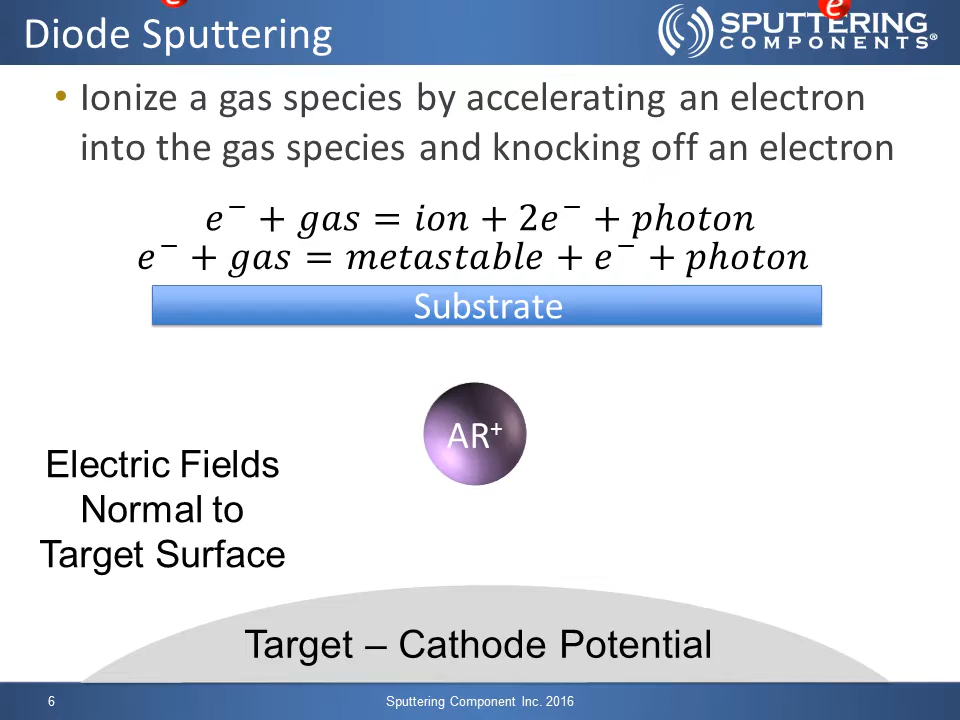 Diode Sputtering
SPUTTERING
COMPONENTS®
e
• Ionize a gas species by accelerating an electron
into the gas species and knocking off an electron
e⁻ + gas = ion + 2e⁻ + photon
e⁻ + gas = metastable + e⁻ + photon
Substrate
AR⁺
Electric Fields
Normal to
Target Surface
Target – Cathode Potential
6
Sputtering Component Inc. 2016